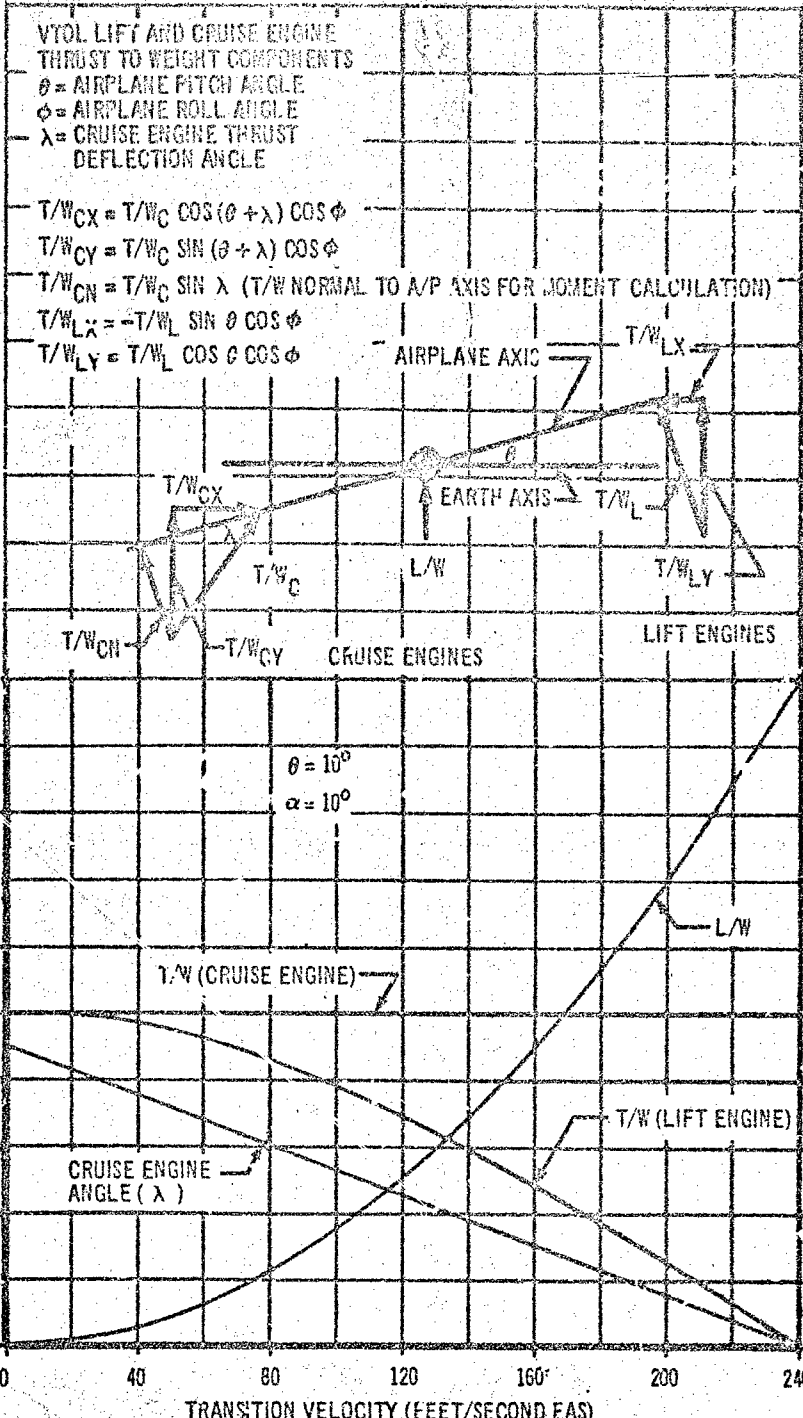 VTOL LIFT AND CRUISE ENGINE
THRUST TO WEIGHT COMPONENTS
θ = AIRPLANE PITCH ANGLE
ϕ = AIRPLANE ROLL ANGLE
λ = CRUISE ENGINE THRUST
DEFLECTION ANGLE
T/W_CX = T/W_C COS (θ + λ) COS ϕ
T/W_CY = T/W_C SIN (θ + λ) COS ϕ
T/W_CN = T/W_C SIN λ (T/W NORMAL TO A/P AXIS FOR MOMENT CALCULATION)
T/W_LX = -T/W_L SIN θ COS ϕ
T/W_LY = T/W_L COS θ COS ϕ
AIRPLANE AXIS
T/W_LX
θ
T/W_CX
EARTH AXIS
T/W_L
λ
T/W_C
L/W
T/W_LY
T/W_CN
T/W_CY
CRUISE ENGINES
LIFT ENGINES
θ = 10°
α = 10°
L/W
T/W (CRUISE ENGINE)
T/W (LIFT ENGINE)
CRUISE ENGINE
ANGLE (λ)
0 40 80 120 160 200 24
TRANSITION VELOCITY (FEET/SECOND EAS)